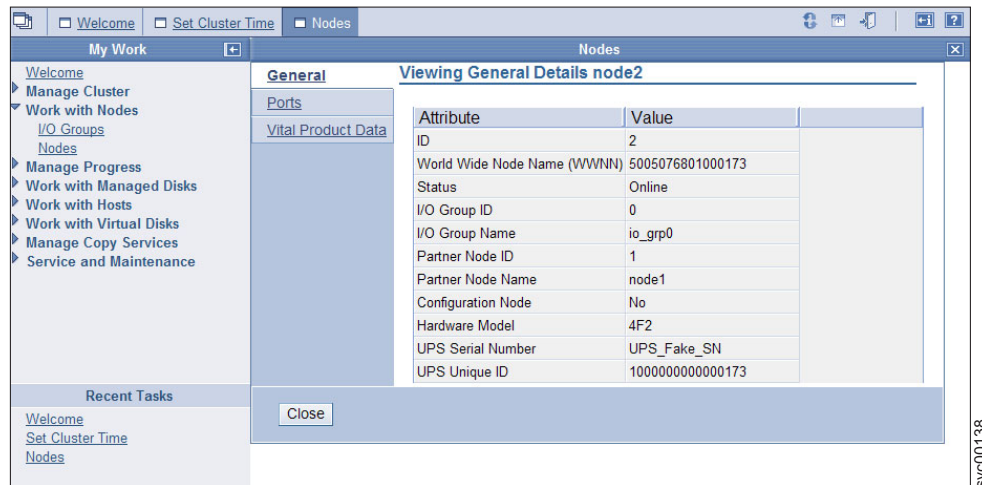 Welcome
Set Cluster Time
Nodes
My Work
Welcome
Manage Cluster
Work with Nodes
I/O Groups
Nodes
Manage Progress
Work with Managed Disks
Work with Hosts
Work with Virtual Disks
Manage Copy Services
Service and Maintenance
Recent Tasks
Welcome
Set Cluster Time
Nodes
Nodes
General
Ports
Vital Product Data
Viewing General Details node2
Attribute Value
ID 2
World Wide Node Name (WWNN) 5005076801000173
Status Online
I/O Group ID 0
I/O Group Name io_grp0
Partner Node ID 1
Partner Node Name node1
Configuration Node No
Hardware Model 4F2
UPS Serial Number UPS_Fake_SN
UPS Unique ID 1000000000000173
Close
svc00138